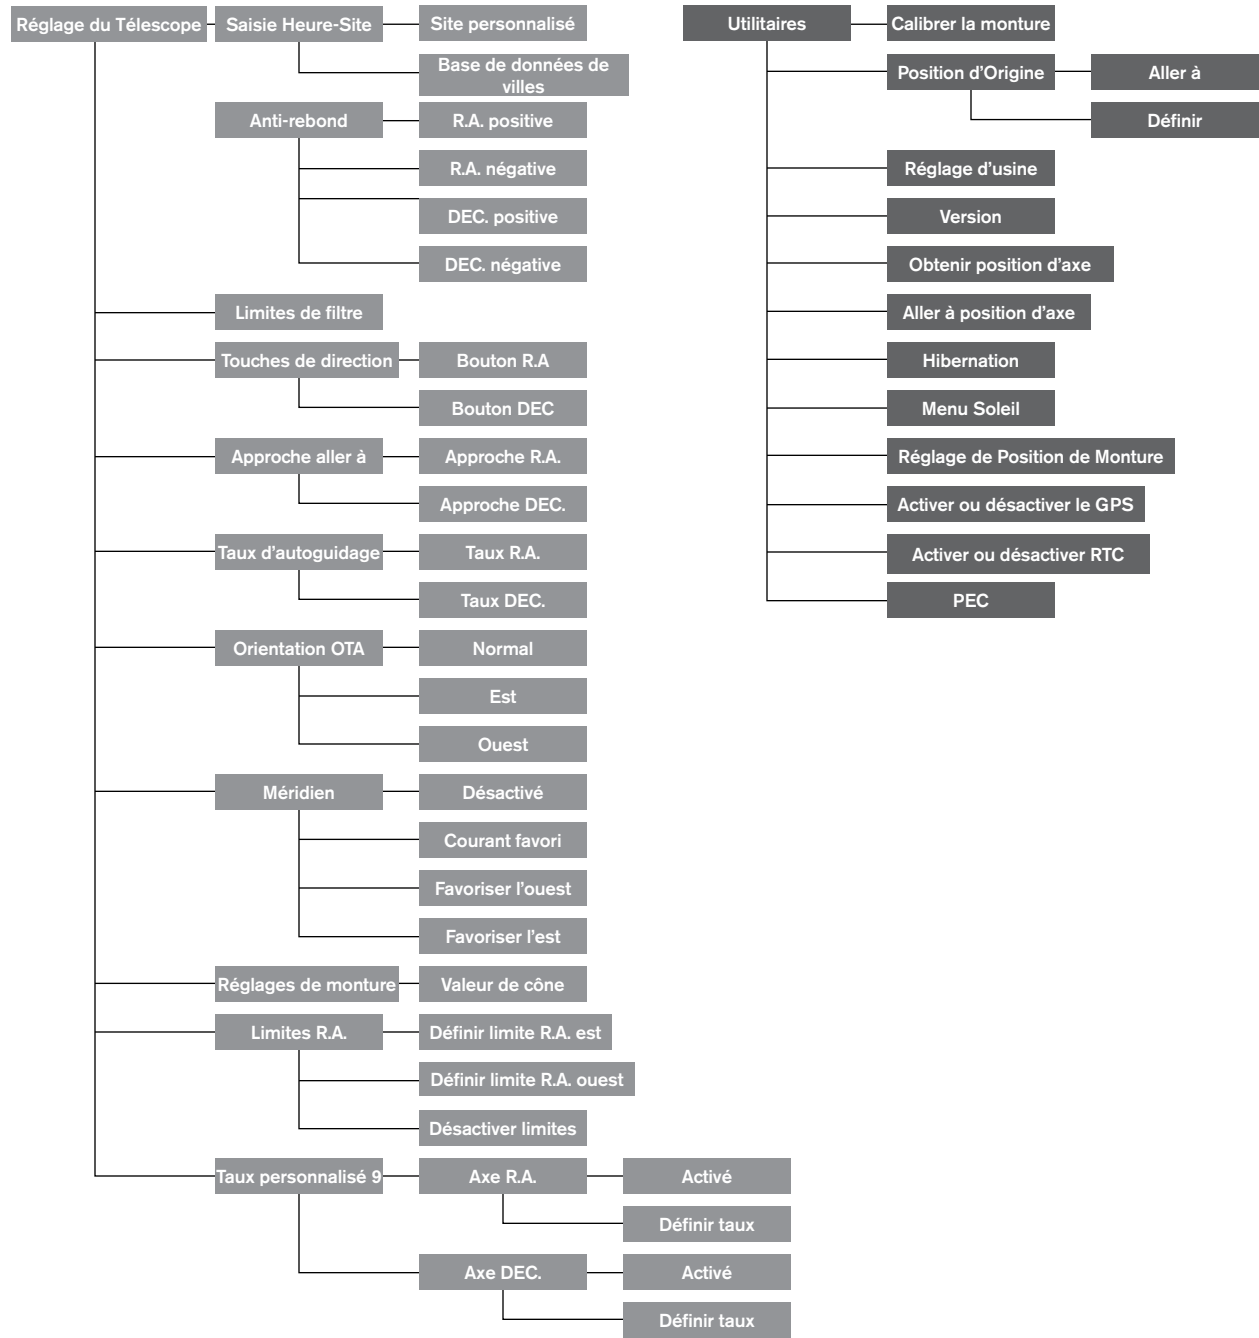 Réglage du Télescope
Saisie Heure-Site
Site personnalisé
Base de données de
villes
Anti-rebond
R.A. positive
R.A. négative
DEC. positive
DEC. négative
Limites de filtre
Touches de direction
Bouton R.A
Bouton DEC
Approche aller à
Approche R.A.
Approche DEC.
Taux d'autoguidage
Taux R.A.
Taux DEC.
Orientation OTA
Normal
Est
Ouest
Méridien
Désactivé
Courant favori
Favoriser l'ouest
Favoriser l'est
Réglages de monture
Valeur de cône
Limites R.A.
Définir limite R.A. est
Définir limite R.A. ouest
Désactiver limites
Taux personnalisé 9
Axe R.A.
Activé
Définir taux
Axe DEC.
Activé
Définir taux
Utilitaires
Calibrer la monture
Position d'Origine
Aller à
Définir
Réglage d'usine
Version
Obtenir position d'axe
Aller à position d'axe
Hibernation
Menu Soleil
Réglage de Position de Monture
Activer ou désactiver le GPS
Activer ou désactiver RTC
PEC